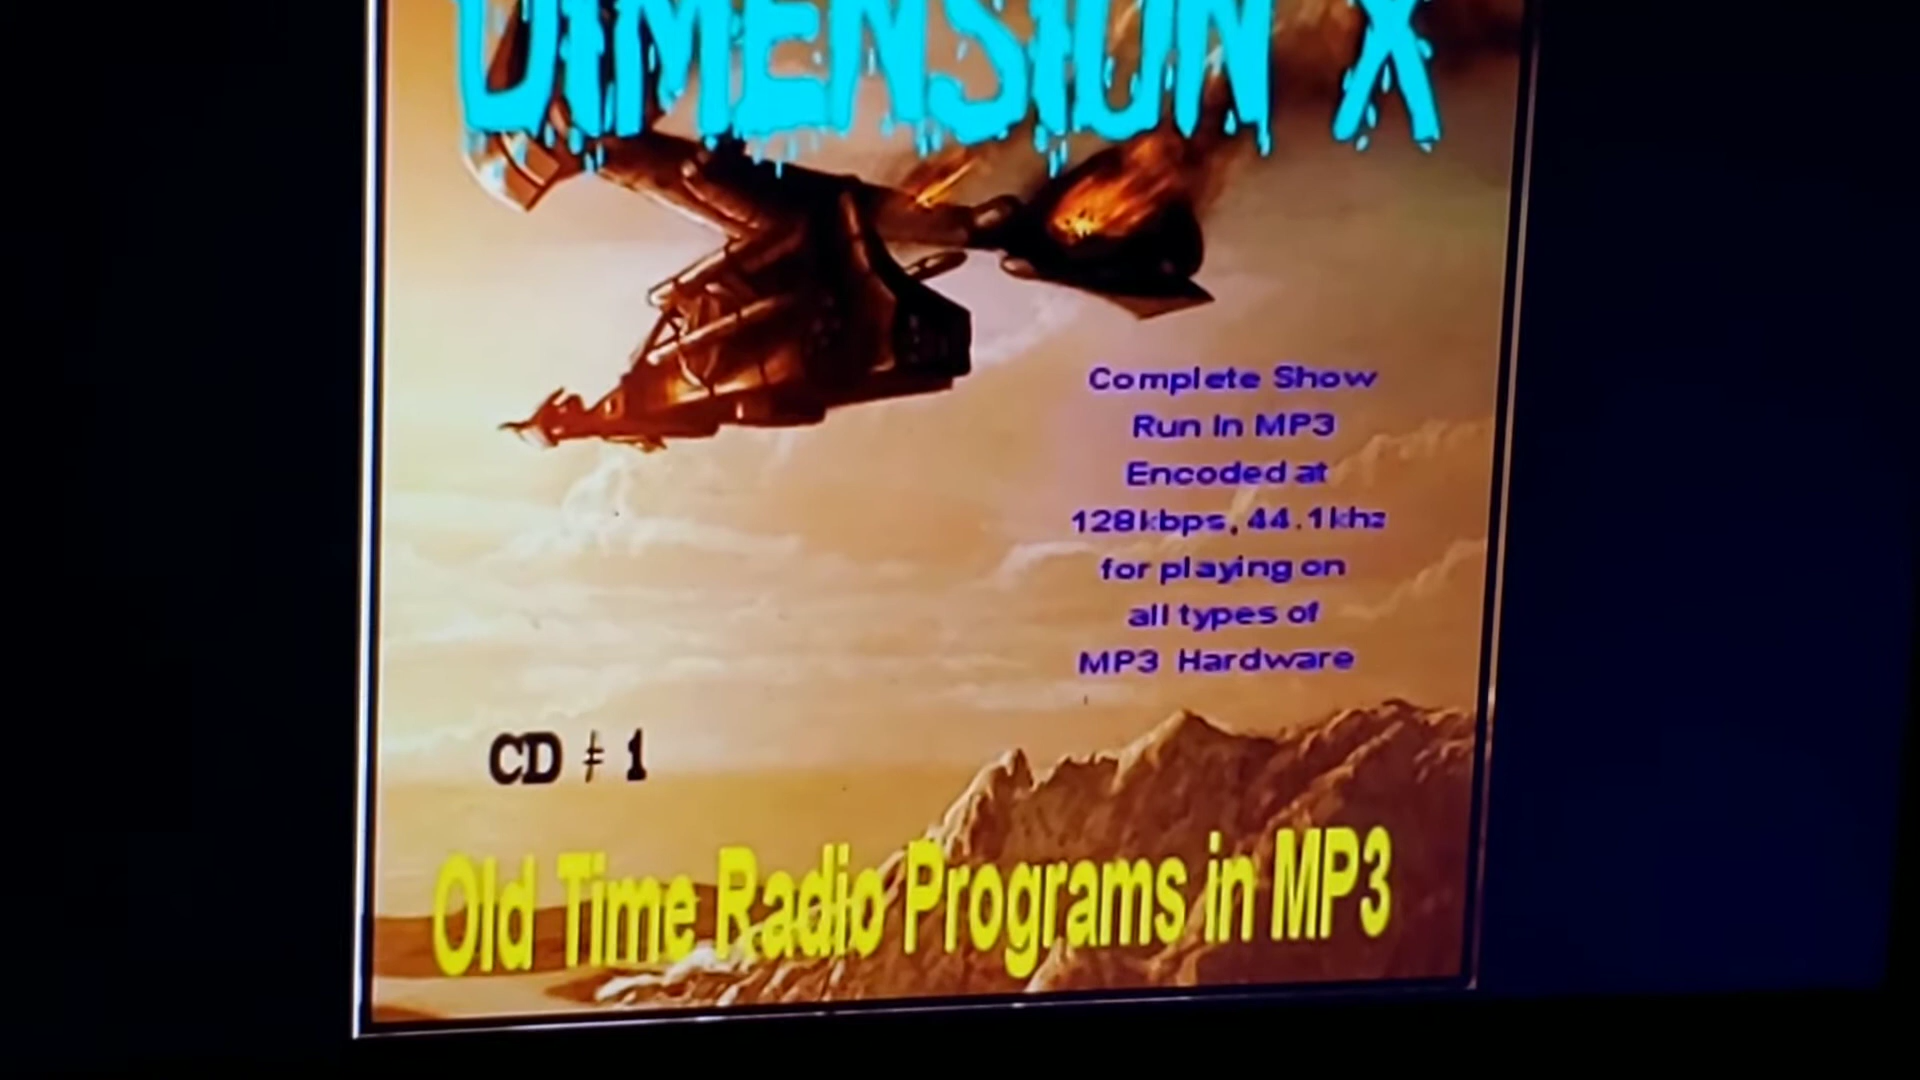 DIMENSION X
Complete Show
Run In MP3
Encoded at
128kbps, 44.1khz
for playing on
all types of
MP3 Hardware
CD # 1
Old Time Radio Programs in MP3